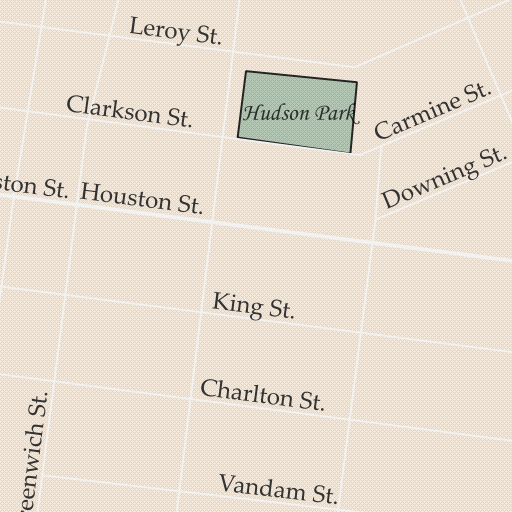 Leroy St.
Clarkson St.
Hudson Park
Carmine St.
Downing St.
ston St.
Houston St.
King St.
Charlton St.
reenwich St.
Vandam St.